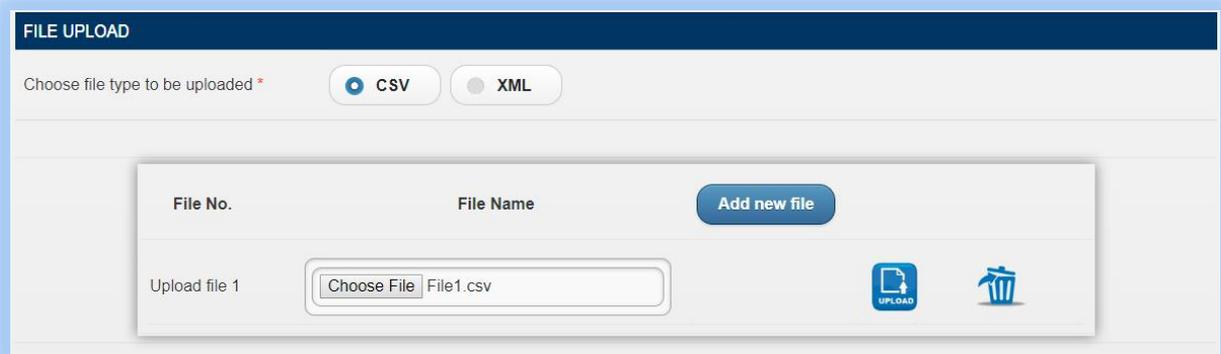 FILE UPLOAD
Choose file type to be uploaded * CSV XML
File No. File Name Add new file
Upload file 1 Choose File File1.csv UPLOAD